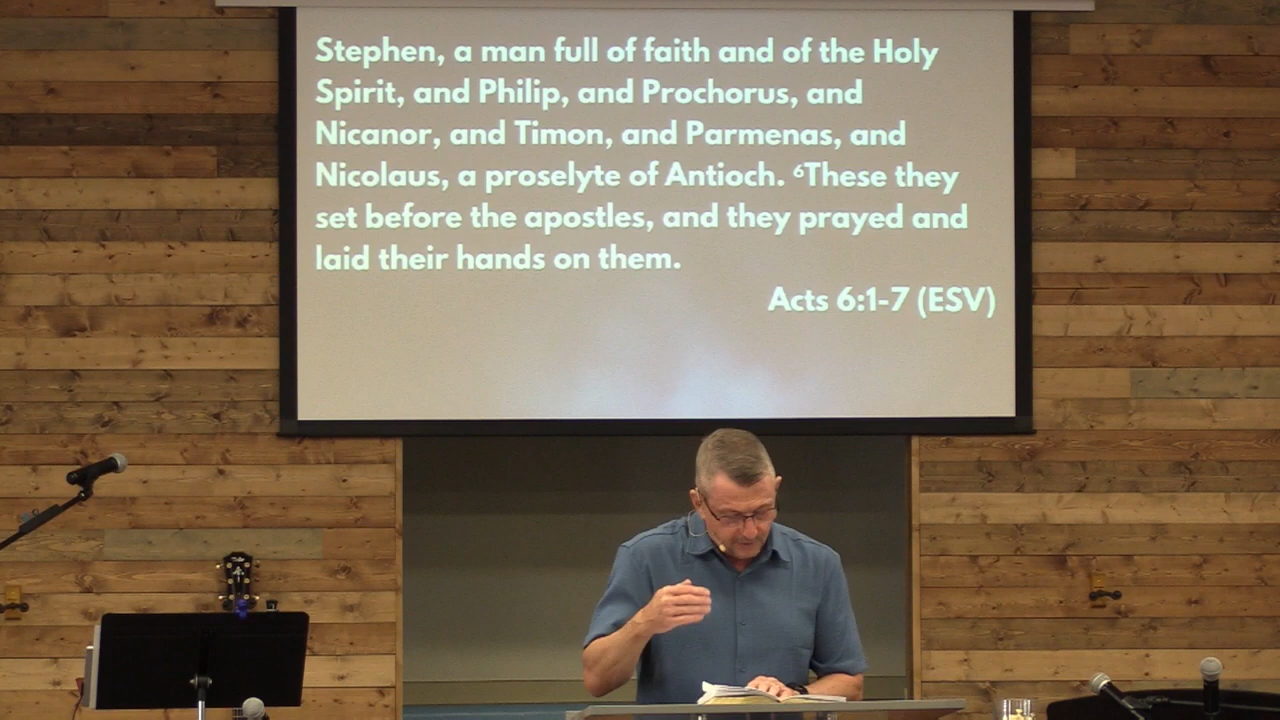 Stephen, a man full of faith and of the Holy
Spirit, and Philip, and Prochorus, and
Nicanor, and Timon, and Parmenas, and
Nicolaus, a proselyte of Antioch. ⁶These they
set before the apostles, and they prayed and
laid their hands on them.
Acts 6:1-7 (ESV)